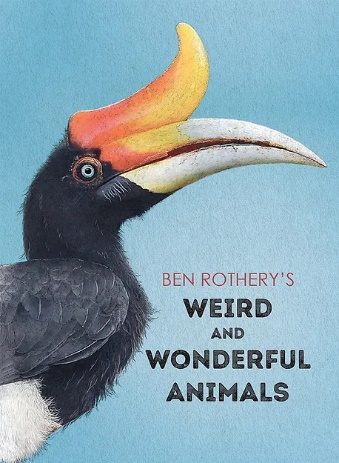 BEN ROTHERY'S
WEIRD
AND
WONDERFUL
ANIMALS